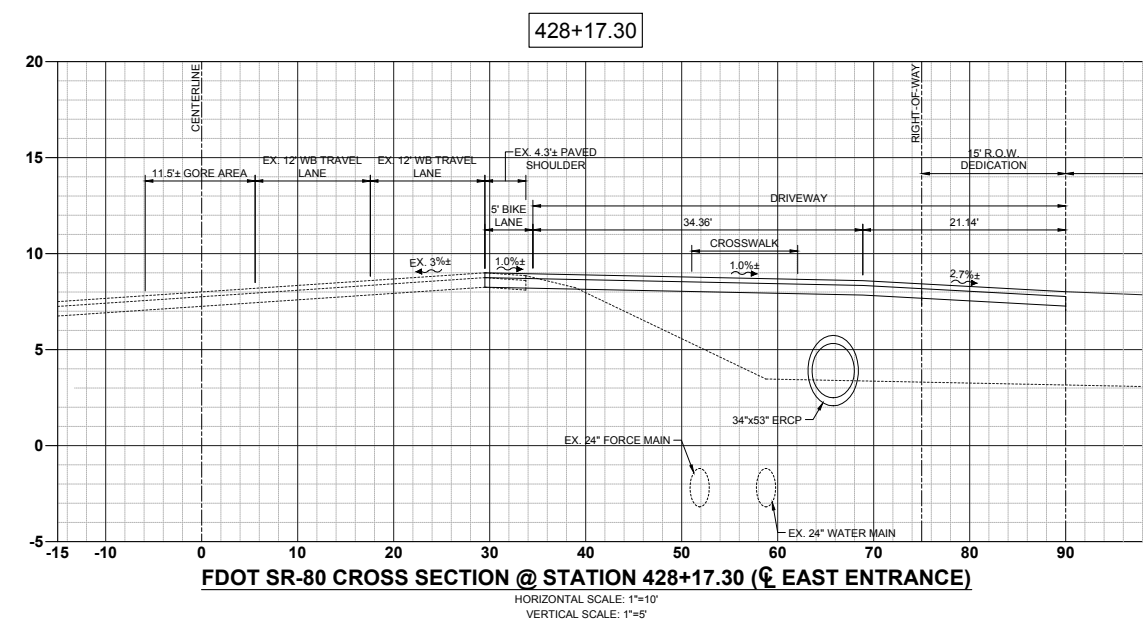 428+17.30
20
15
10
5
0
-5
-15
-10
0
10
20
30
40
50
60
70
80
90
CENTERLINE
RIGHT-OF-WAY
11.5'± GORE AREA
EX. 12' WB TRAVEL
LANE
EX. 12' WB TRAVEL
LANE
EX. 4.3'± PAVED
SHOULDER
5' BIKE
LANE
15' R.O.W.
DEDICATION
DRIVEWAY
34.36'
21.14'
CROSSWALK
EX. 3%±
1.0%±
1.0%±
2.7%±
34"x53" ERCP
EX. 24" FORCE MAIN
EX. 24" WATER MAIN
FDOT SR-80 CROSS SECTION @ STATION 428+17.30 (℄ EAST ENTRANCE)
HORIZONTAL SCALE: 1"=10'
VERTICAL SCALE: 1"=5'